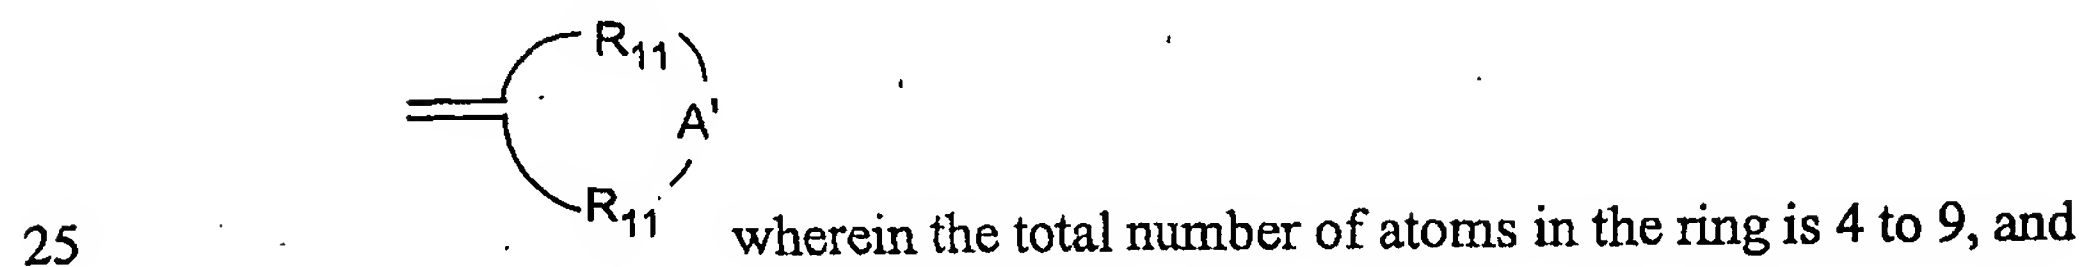 R11
A'
R11
25 wherein the total number of atoms in the ring is 4 to 9, and